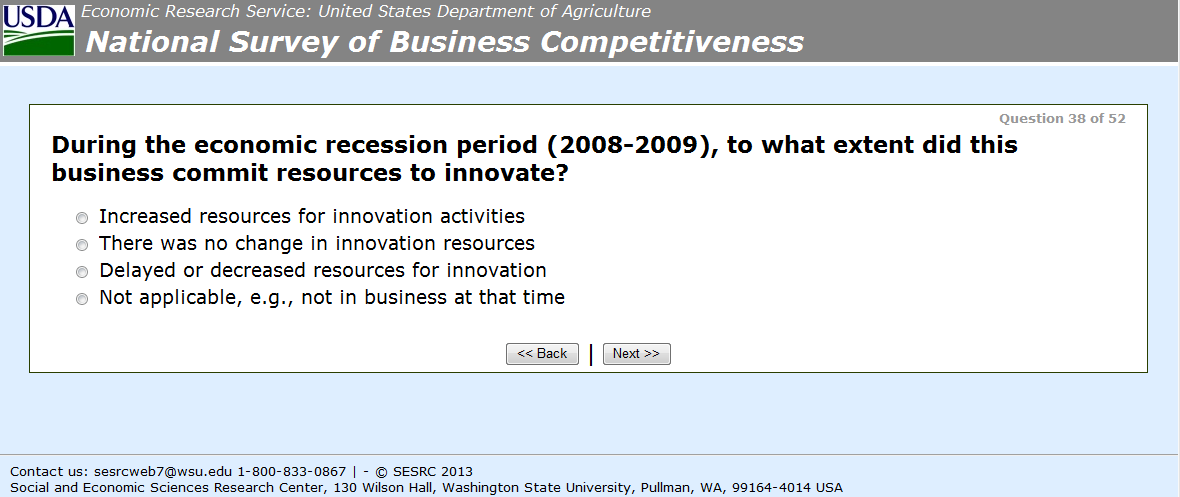 USDA
Economic Research Service: United States Department of Agriculture
National Survey of Business Competitiveness
Question 38 of 52
During the economic recession period (2008-2009), to what extent did this
business commit resources to innovate?
Increased resources for innovation activities
There was no change in innovation resources
Delayed or decreased resources for innovation
Not applicable, e.g., not in business at that time
<< Back | Next >>
Contact us: sesrcweb7@wsu.edu 1-800-833-0867 | - © SESRC 2013
Social and Economic Sciences Research Center, 130 Wilson Hall, Washington State University, Pullman, WA, 99164-4014 USA